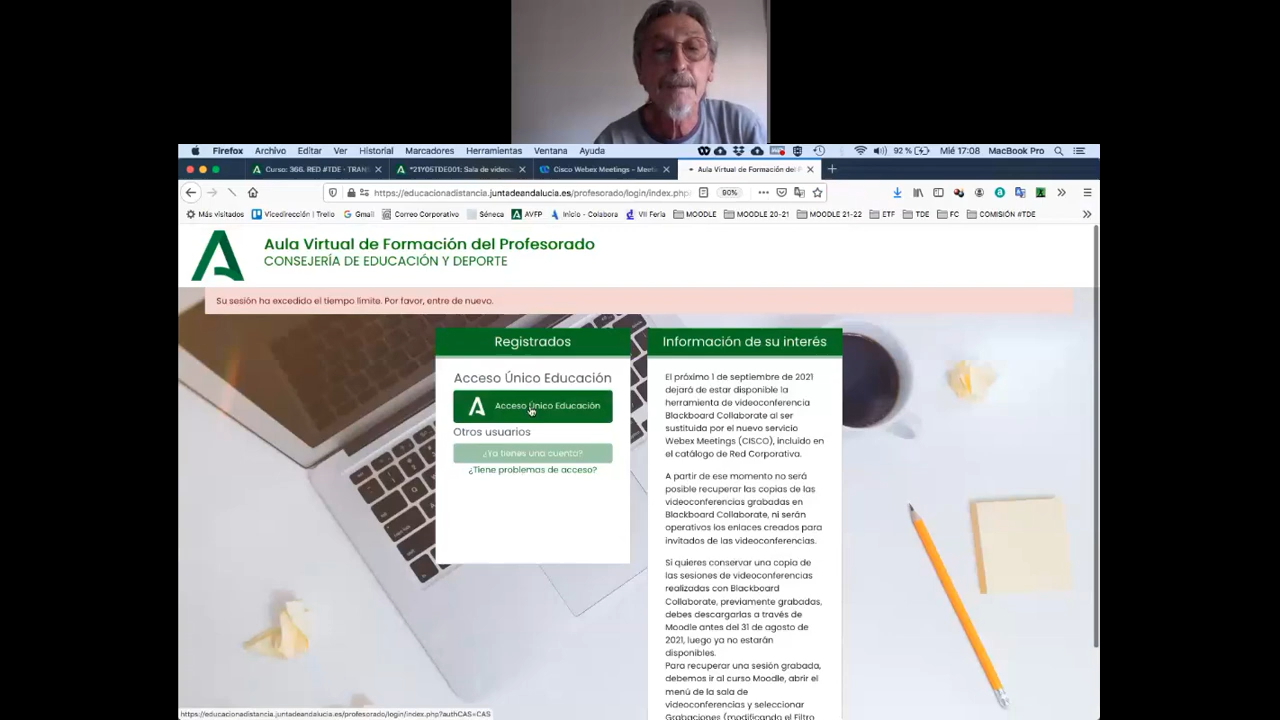 Firefox Archivo Editar Ver Historial Marcadores Herramientas Ventana Ayuda 92 % Mié 17:08 MacBook Pro
Curso: 366. RED #TDE - TRAN
*21Y05TDE001: Sala de videoc
Cisco Webex Meetings - Meeti
Aula Virtual de Formación del P
https://educacionadistancia.juntadeandalucia.es/profesorado/login/index.php
90%
Más visitados Vicedirección | Trello Gmail Correo Corporativo Séneca AVFP Inicio - Colabora VII Feria MOODLE MOODLE 20-21 MOODLE 21-22 ETF TDE FC COMISIÓN #TDE
Aula Virtual de Formación del Profesorado
CONSEJERÍA DE EDUCACIÓN Y DEPORTE
Su sesión ha excedido el tiempo límite. Por favor, entre de nuevo.
Registrados
Acceso Único Educación
Acceso Único Educación
Otros usuarios
¿Ya tienes una cuenta?
¿Tiene problemas de acceso?
Información de su interés
El próximo 1 de septiembre de 2021
dejará de estar disponible la
herramienta de videoconferencia
Blackboard Collaborate al ser
sustituida por el nuevo servicio
Webex Meetings (CISCO), incluido en
el catálogo de Red Corporativa.
A partir de ese momento no será
posible recuperar las copias de las
videoconferencias grabadas en
Blackboard Collaborate, ni serán
operativos los enlaces creados para
invitados de las videoconferencias.
Si quieres conservar una copia de
las sesiones de videoconferencias
realizadas con Blackboard
Collaborate, previamente grabadas,
debes descargarlas a través de
Moodle antes del 31 de agosto de
2021, luego ya no estarán
disponibles.
Para recuperar una sesión grabada,
debemos ir al curso Moodle, abrir el
menú de la sala de
videoconferencias y seleccionar
Grabaciones (modificando el Filtro
https://educacionadistancia.juntadeandalucia.es/profesorado/login/index.php?authCAS=CAS